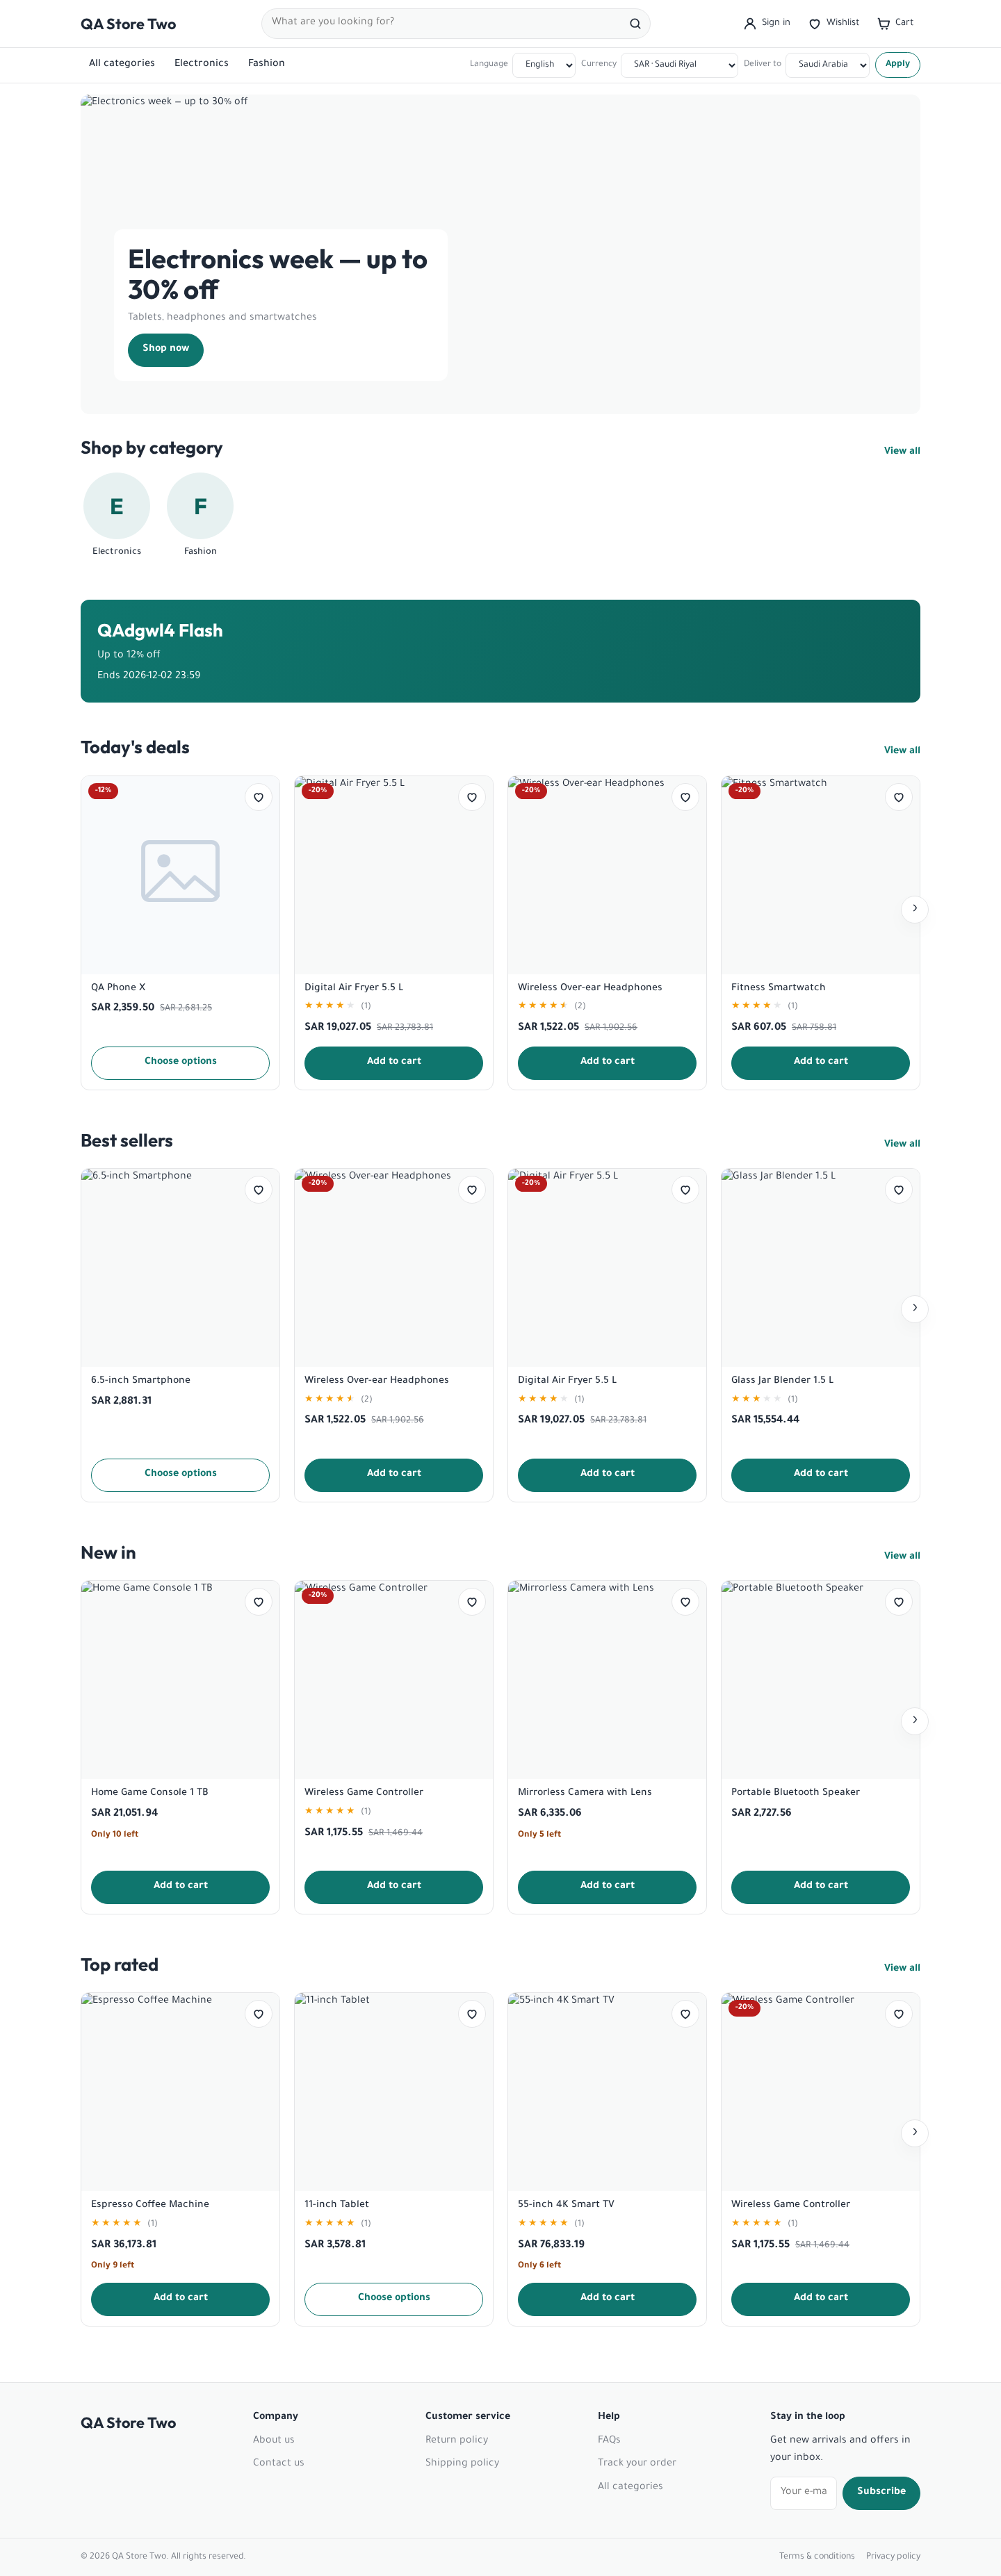 QA Store Two
What are you looking for?
Sign in
Wishlist
Cart
All categories
Electronics
Fashion
Language
English
Currency
SAR · Saudi Riyal
Deliver to
Saudi Arabia
Apply
Electronics week — up to 30% off
Electronics week — up to
30% off
Tablets, headphones and smartwatches
Shop now
Shop by category
View all
E
F
Electronics
Fashion
QAdgwl4 Flash
Up to 12% off
Ends 2026-12-02 23:59
Today's deals
View all
-12%
QA Phone X
SAR 2,359.50 SAR 2,681.25
Choose options
Digital Air Fryer 5.5 L
-20%
Digital Air Fryer 5.5 L
(1)
SAR 19,027.05 SAR 23,783.81
Add to cart
Wireless Over-ear Headphones
-20%
Wireless Over-ear Headphones
(2)
SAR 1,522.05 SAR 1,902.56
Add to cart
Fitness Smartwatch
-20%
Fitness Smartwatch
(1)
SAR 607.05 SAR 758.81
Add to cart
Best sellers
View all
6.5-inch Smartphone
6.5-inch Smartphone
SAR 2,881.31
Choose options
Wireless Over-ear Headphones
-20%
Wireless Over-ear Headphones
(2)
SAR 1,522.05 SAR 1,902.56
Add to cart
Digital Air Fryer 5.5 L
-20%
Digital Air Fryer 5.5 L
(1)
SAR 19,027.05 SAR 23,783.81
Add to cart
Glass Jar Blender 1.5 L
Glass Jar Blender 1.5 L
(1)
SAR 15,554.44
Add to cart
New in
View all
Home Game Console 1 TB
Home Game Console 1 TB
SAR 21,051.94
Only 10 left
Add to cart
Wireless Game Controller
-20%
Wireless Game Controller
(1)
SAR 1,175.55 SAR 1,469.44
Add to cart
Mirrorless Camera with Lens
Mirrorless Camera with Lens
SAR 6,335.06
Only 5 left
Add to cart
Portable Bluetooth Speaker
Portable Bluetooth Speaker
SAR 2,727.56
Add to cart
Top rated
View all
Espresso Coffee Machine
Espresso Coffee Machine
(1)
SAR 36,173.81
Only 9 left
Add to cart
11-inch Tablet
11-inch Tablet
(1)
SAR 3,578.81
Choose options
55-inch 4K Smart TV
55-inch 4K Smart TV
(1)
SAR 76,833.19
Only 6 left
Add to cart
Wireless Game Controller
-20%
Wireless Game Controller
(1)
SAR 1,175.55 SAR 1,469.44
Add to cart
QA Store Two
Company
About us
Contact us
Customer service
Return policy
Shipping policy
Help
FAQs
Track your order
All categories
Stay in the loop
Get new arrivals and offers in
your inbox.
Your e-ma
Subscribe
© 2026 QA Store Two. All rights reserved.
Terms & conditions
Privacy policy